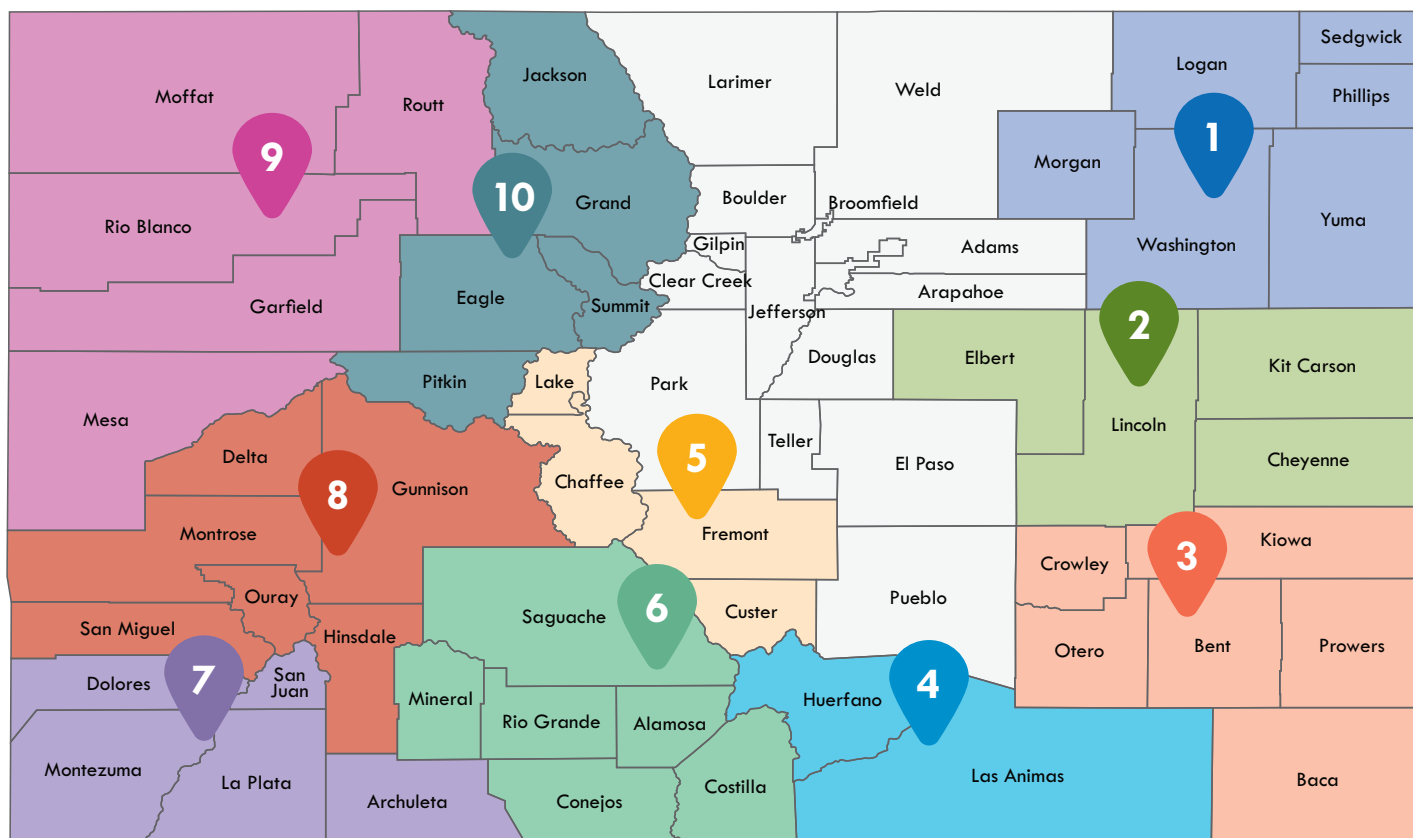 Moffat
Routt
Jackson
Larimer
Weld
Logan
Sedgwick
Phillips
9
10
Grand
Boulder
Broomfield
Morgan
1
Washington
Yuma
Rio Blanco
Gilpin
Adams
Clear Creek
Arapahoe
Garfield
Eagle
Summit
Jefferson
2
Mesa
Pitkin
Lake
Park
Douglas
Elbert
Lincoln
Kit Carson
Delta
8
Gunnison
Chaffee
5
Teller
El Paso
Cheyenne
Montrose
Fremont
Crowley
3
Kiowa
Ouray
San Miguel
Hinsdale
Saguache
6
Custer
Pueblo
Otero
Bent
Prowers
Dolores
7
San
Juan
Mineral
Rio Grande
Alamosa
Huerfano
4
Montezuma
La Plata
Archuleta
Conejos
Costilla
Las Animas
Baca